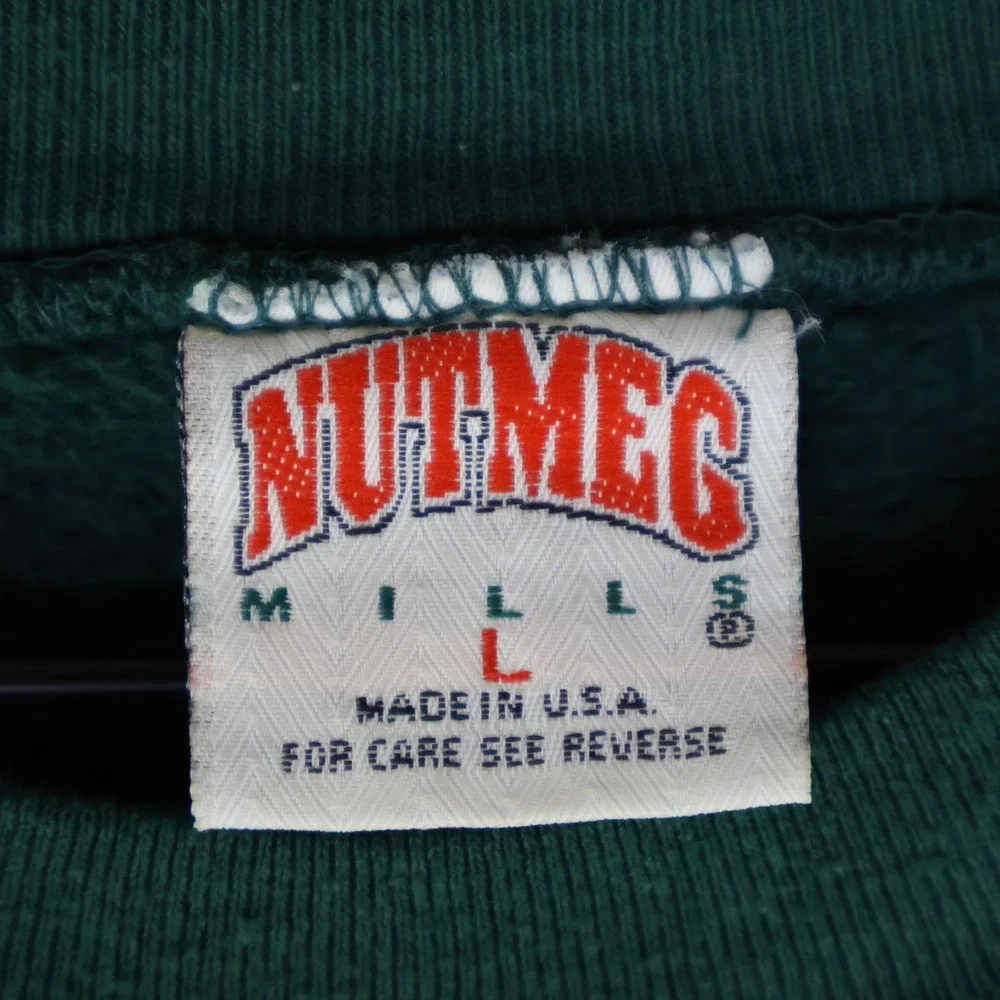 NUTMEG
MILLS
®
L
MADE IN U.S.A.
FOR CARE SEE REVERSE